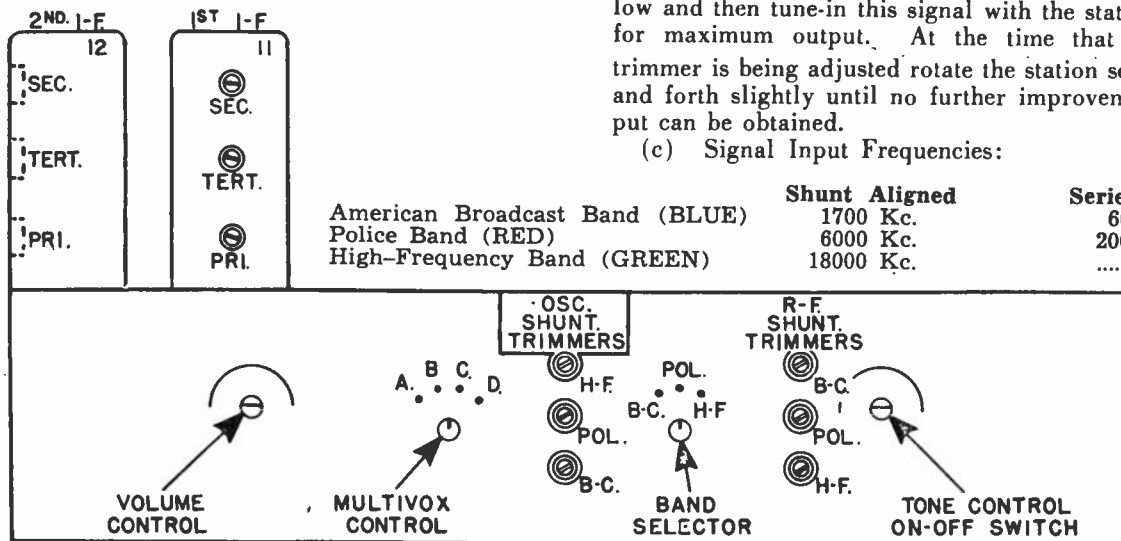 low and then tune-in this signal with the stat
for maximum output. At the time that
trimmer is being adjusted rotate the station se
and forth slightly until no further improven
put can be obtained.
(c) Signal Input Frequencies:
Shunt Aligned Serie
American Broadcast Band (BLUE) 1700 Kc. 6
Police Band (RED) 6000 Kc. 200
High-Frequency Band (GREEN) 18000 Kc. ....
2ND. I-F.
12
SEC.
TERT.
PRI.
1ST I-F
11
SEC.
TERT.
PRI.
OSC.
SHUNT.
TRIMMERS
H-F.
POL.
B-C.
R-F.
SHUNT.
TRIMMERS
B-C.
POL.
H-F.
A. B C. D.
POL.
B-C. H-F
VOLUME
CONTROL
MULTIVOX
CONTROL
BAND
SELECTOR
TONE CONTROL
ON-OFF SWITCH